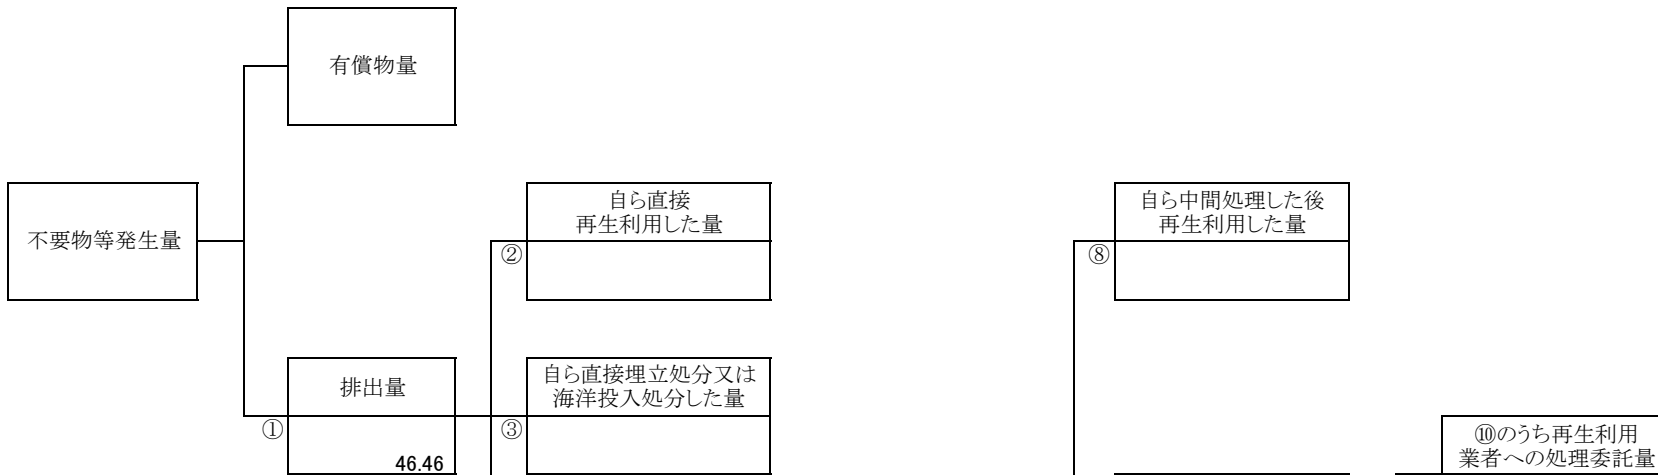 有償物量
不要物等発生量
自ら直接
再生利用した量
②
自ら中間処理した後
再生利用した量
⑧
排出量
①
46.46
自ら直接埋立処分又は
海洋投入処分した量
③
⑩のうち再生利用
業者への処理委託量